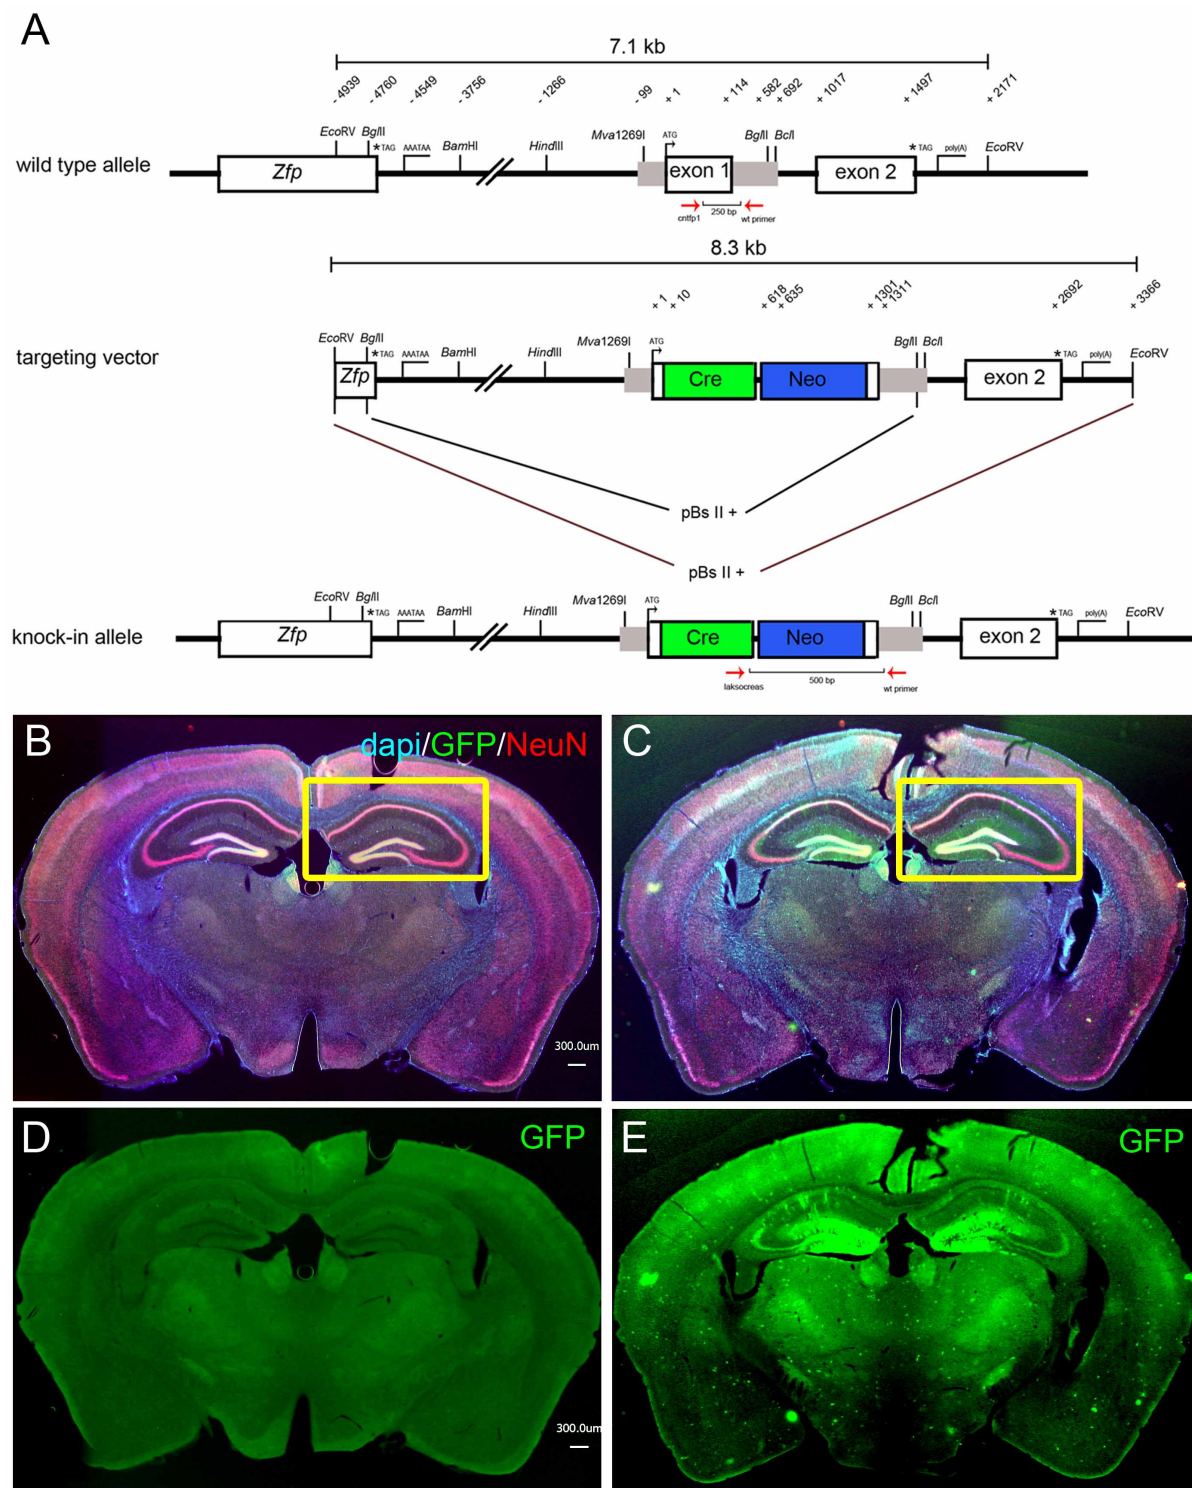 A
7.1 kb
- 4939
- 4760
- 4549
- 3756
- 1266
- 99
+ 1
+ 114
+ 582
+ 692
+ 1017
+ 1497
+ 2171
EcoRV BglII *TAG AAATAA BamHI HindIII Mva1269I ATG BglII BclI *TAG poly(A) EcoRV
wild type allele Zfp exon 1 exon 2
cntfp1 250 bp wt primer
8.3 kb
+ 1
+ 10
+ 618
+ 635
+ 1301
+ 1311
+ 2692
+ 3366
EcoRV BglII *TAG AAATAA BamHI HindIII Mva1269I ATG BglII BclI *TAG poly(A) EcoRV
targeting vector Zfp Cre Neo exon 2
pBs II +
pBs II +
EcoRV BglII *TAG AAATAA BamHI HindIII Mva1269I ATG BglII BclI *TAG poly(A) EcoRV
knock-in allele Zfp Cre Neo exon 2
laksocreas 500 bp wt primer
B dapi/GFP/NeuN
300.0um
C
D GFP
300.0um
E GFP